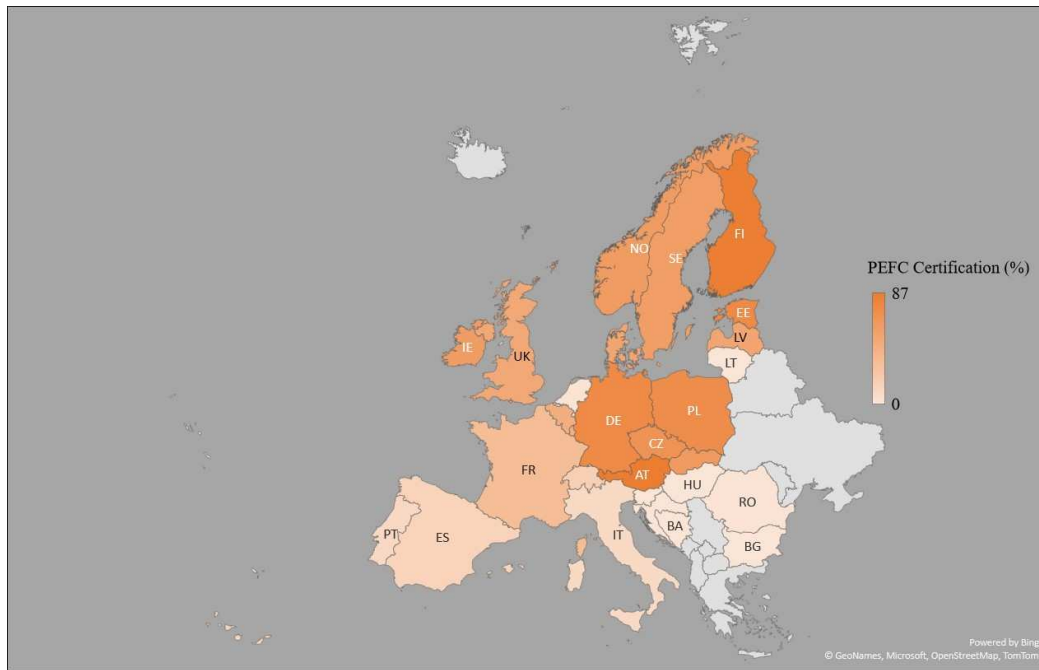 FI
NO
SE
PEFC Certification (%)
87
EE
LV
IE
UK
LT
0
DE
PL
CZ
FR
AT
HU
RO
PT
ES
IT
BA
BG
Powered by Bing
© GeoNames, Microsoft, OpenStreetMap, TomTom